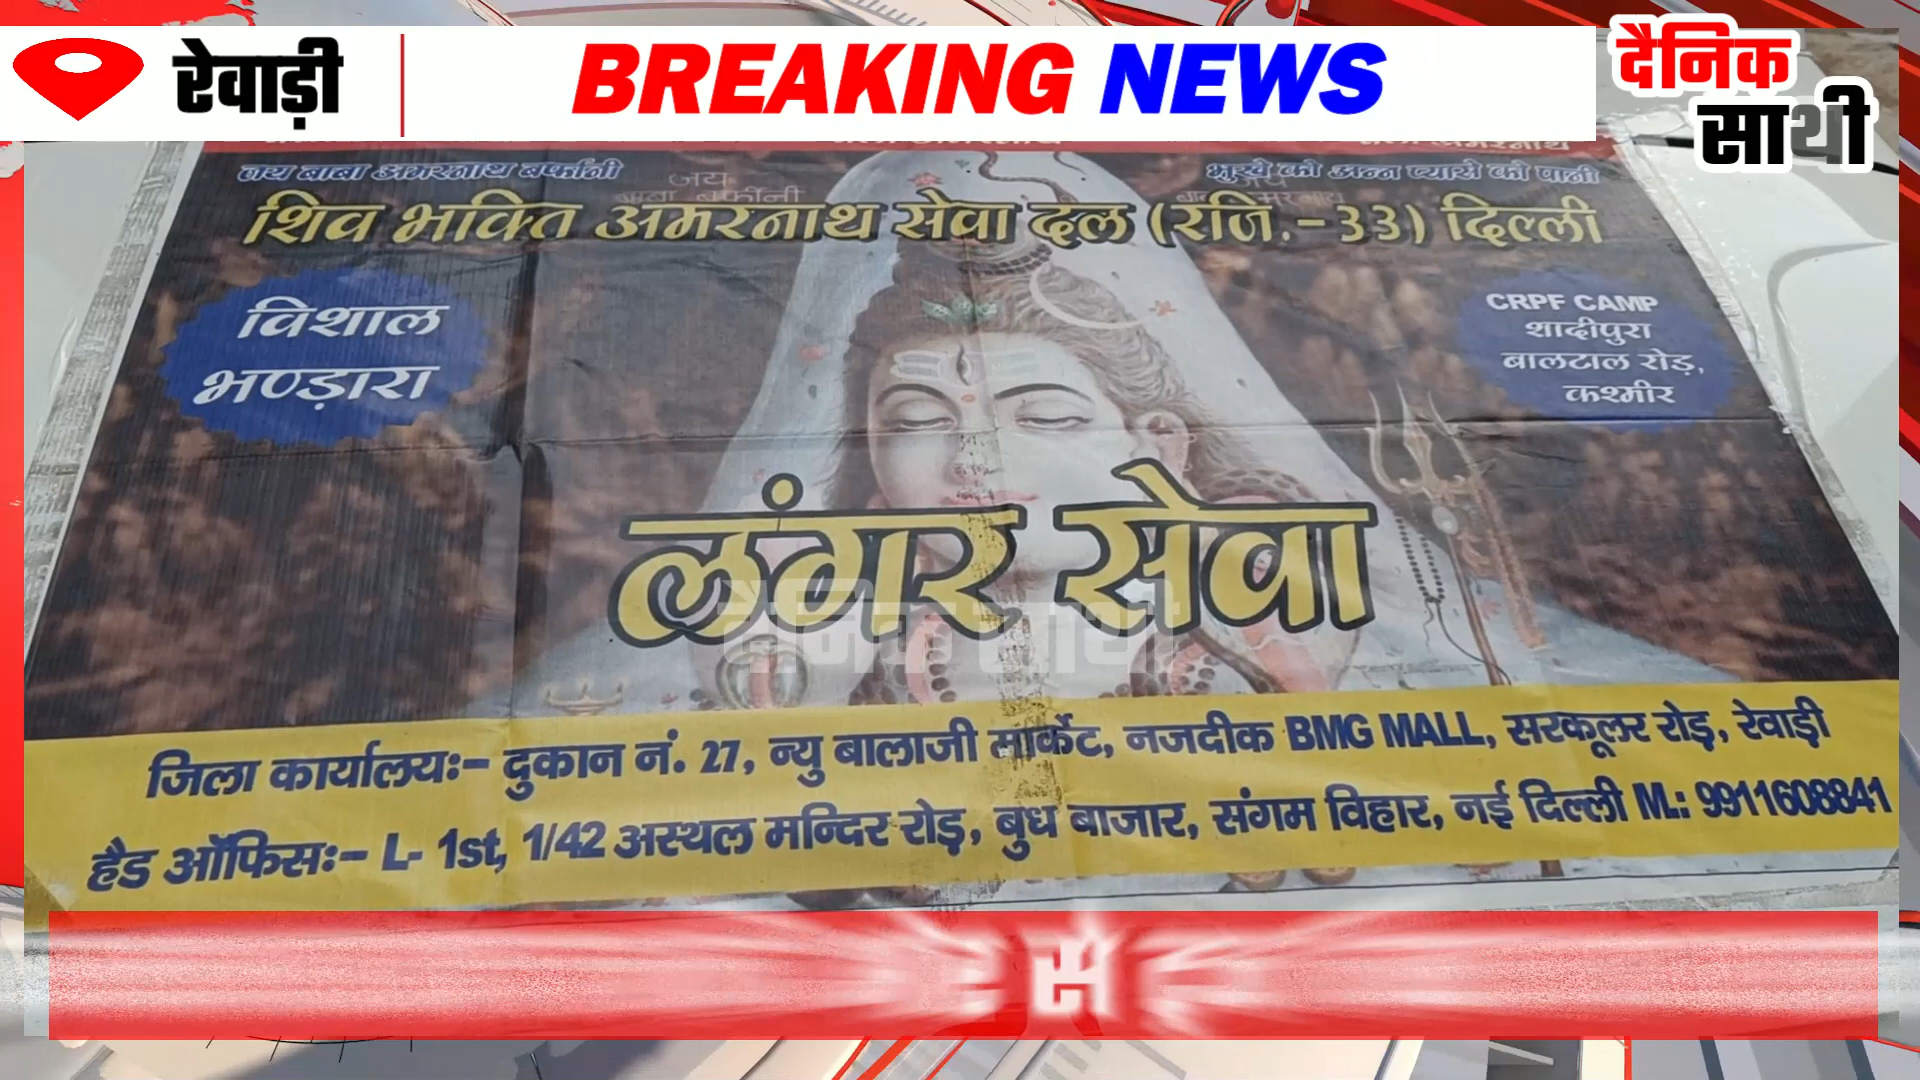 रेवाड़ी
BREAKING NEWS
दैनिक
साथी
जय बाबा अमरनाथ बर्फानी
भुखे को अन्न प्यासे को पानी
शिव भक्ति अमरनाथ सेवा दल (रजि.-33) दिल्ली
विशाल
भण्ड़ारा
CRPF CAMP
शादीपुरा
बालटाल रोड़,
कश्मीर
लंगर सेवा
दैनिक साथी
जिला कार्यालयः- दुकान नं. 27, न्यु बालाजी मार्केट, नजदीक BMG MALL, सरकूलर रोड़, रेवाड़ी
हैड ऑफिसः- L- 1st, 1/42 अस्थल मन्दिर रोड़, बुध बाजार, संगम विहार, नई दिल्ली M.: 9911608841